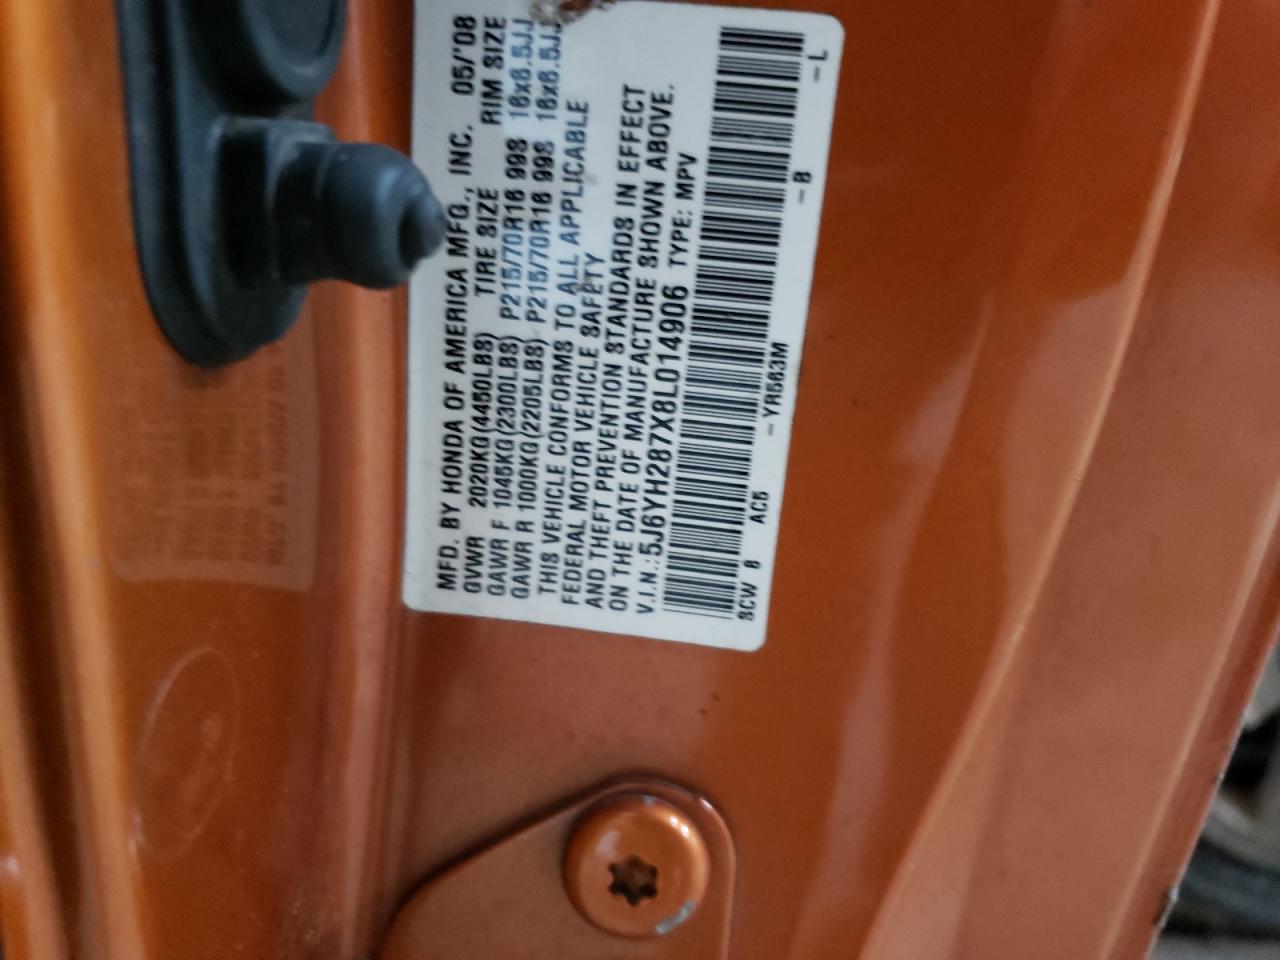 MFD. BY HONDA OF AMERICA MFG., INC. 05/'08
GVWR 2020KG(4450LBS) TIRE SIZE RIM SIZE
GAWR F 1045KG(2300LBS) P215/70R16 99S 16x6.5JJ
GAWR R 1000KG(2205LBS) P215/70R16 99S 16x6.5JJ
THIS VEHICLE CONFORMS TO ALL APPLICABLE
FEDERAL MOTOR VEHICLE SAFETY
AND THEFT PREVENTION STANDARDS IN EFFECT
ON THE DATE OF MANUFACTURE SHOWN ABOVE.
V.I.N.: 5J6YH287X8L014906 TYPE: MPV
SCW 8 AC5 - YR583M - B - L